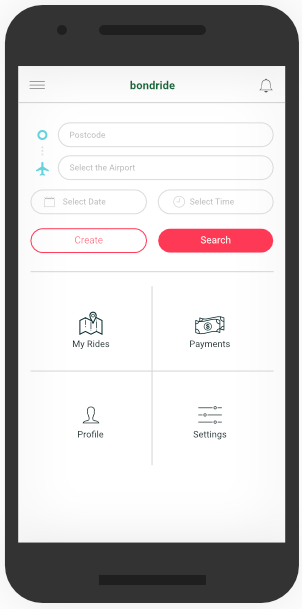 bondride
Postcode
Select the Airport
Select Date
Select Time
Create
Search
My Rides
Payments
Profile
Settings